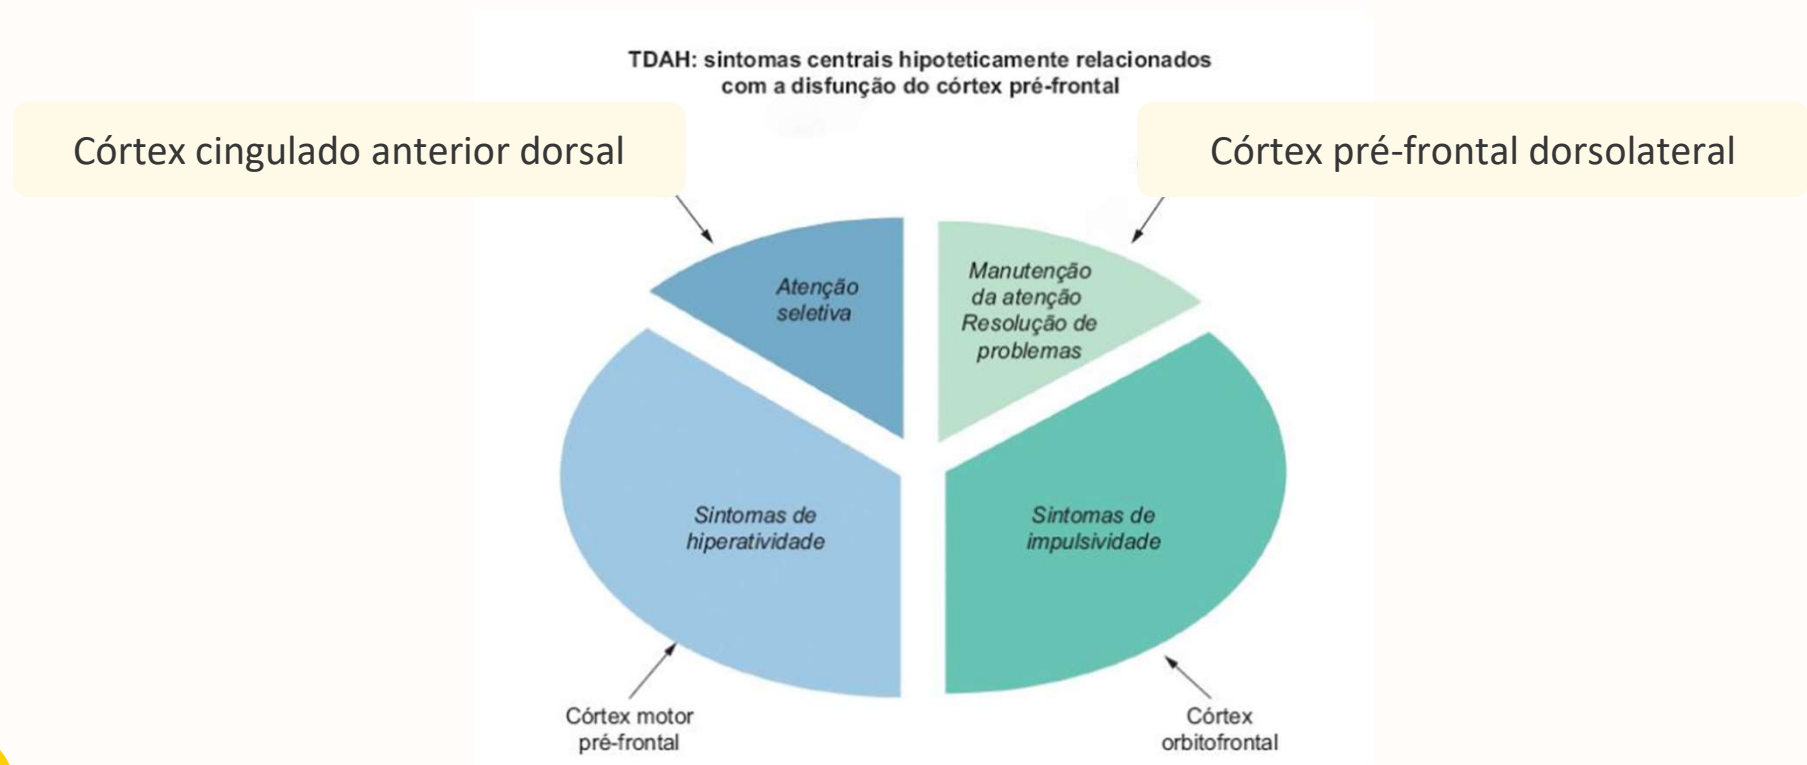 TDAH: sintomas centrais hipoteticamente relacionados
com a disfunção do córtex pré-frontal
Córtex cingulado anterior dorsal
Córtex pré-frontal dorsolateral
Atenção
seletiva
Manutenção
da atenção
Resolução de
problemas
Sintomas de
hiperatividade
Sintomas de
impulsividade
Córtex motor
pré-frontal
Córtex
orbitofrontal